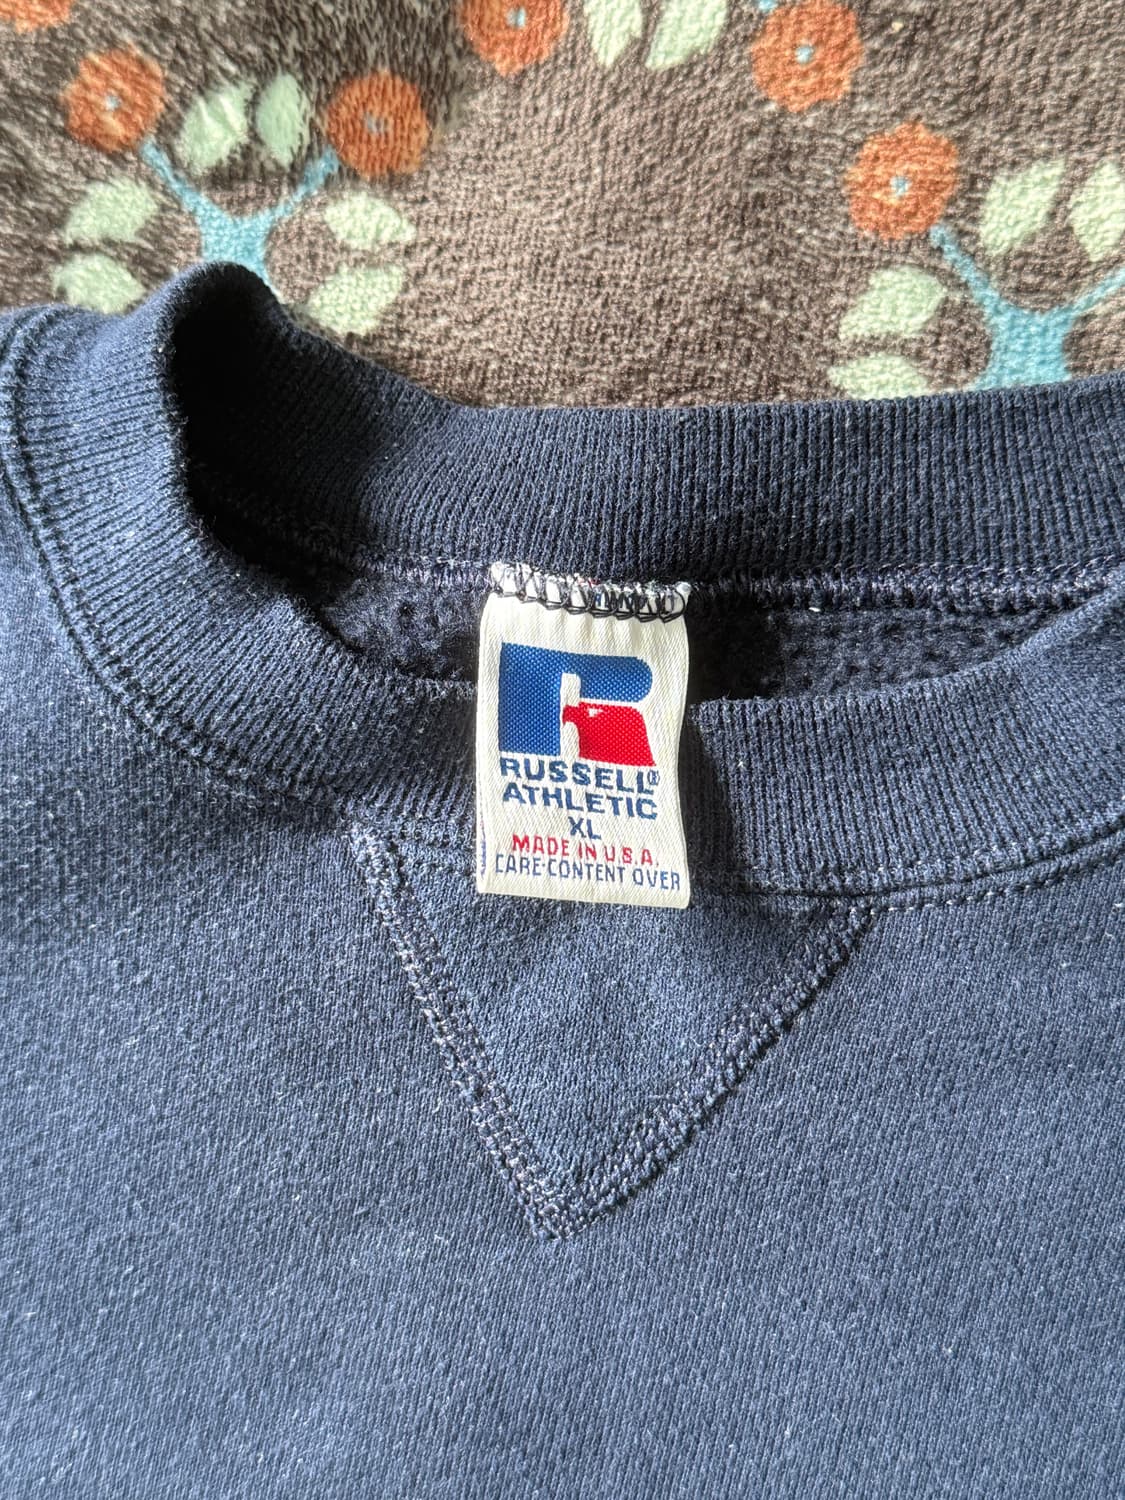 R
RUSSELL®
ATHLETIC
XL
MADE IN U.S.A.
CARE·CONTENT OVER